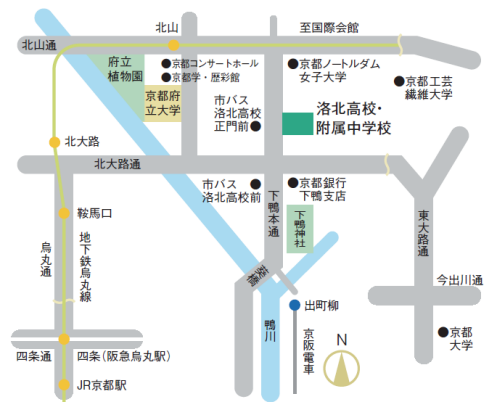 北山
至国際会館
北山通
府立
植物園
●京都コンサートホール
●京都学・歴彩館
●京都ノートルダム
女子大学
●京都工芸
繊維大学
京都府
立大学
市バス
洛北高校
正門前●
洛北高校・
附属中学校
北大路
北大路通
市バス
洛北高校前
●京都銀行
下鴨支店
下鴨本通
下鴨神社
鞍馬口
烏丸通
地下鉄烏丸線
東大路通
葵橋
今出川通
出町柳
鴨川
京阪電車
N
●京都
大学
四条通
四条(阪急烏丸駅)
JR京都駅